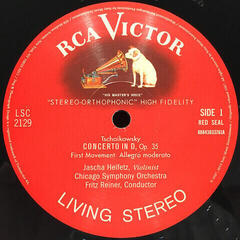 RCA VICTOR
"HIS MASTER'S VOICE"
"STEREO-ORTHOPHONIC" HIGH FIDELITY
LSC
2129
SIDE 1
RED SEAL
Tschaikowsky
CONCERTO IN D, Op. 35
First Movement: Allegro moderato
Jascha Heifetz, Violinist
Chicago Symphony Orchestra
Fritz Reiner, Conductor
LIVING STEREO